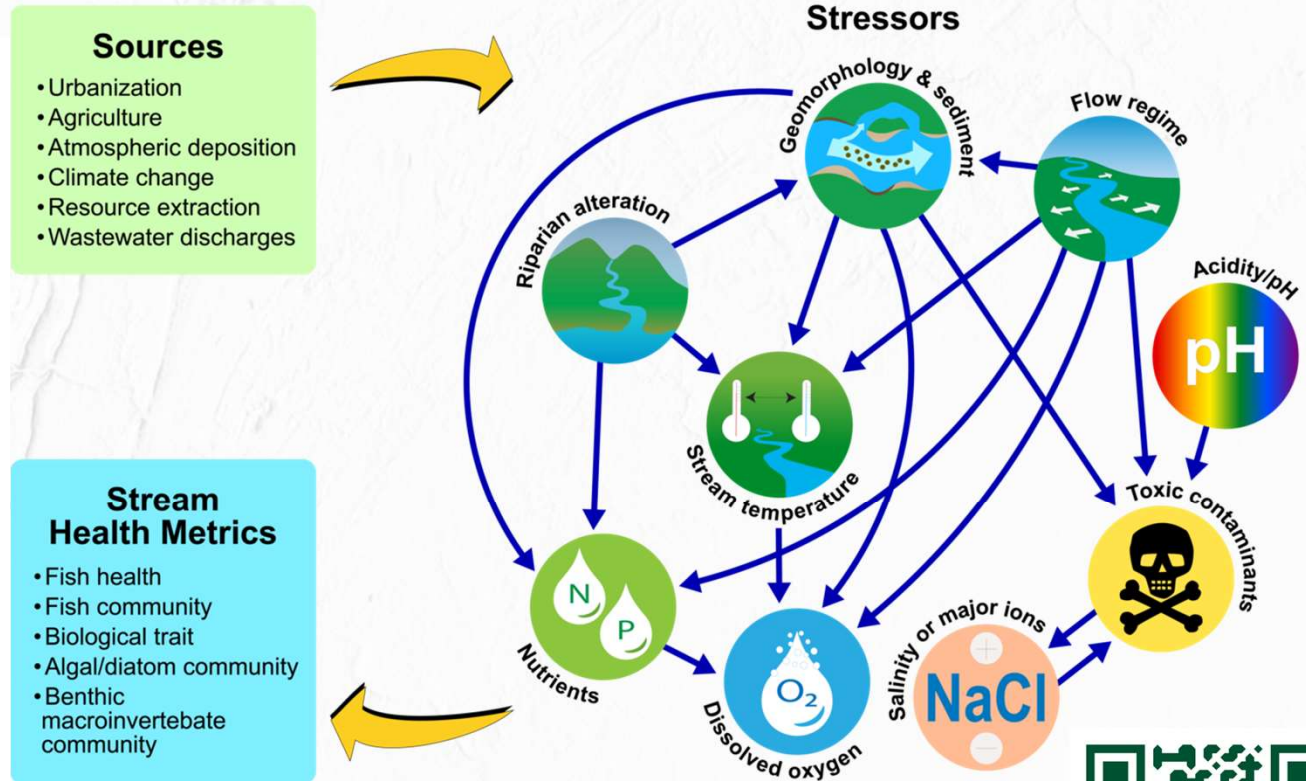 Sources
• Urbanization
• Agriculture
• Atmospheric deposition
• Climate change
• Resource extraction
• Wastewater discharges
Stressors
Geomorphology & sediment
Flow regime
Riparian alteration
Acidity/pH
pH
Stream temperature
Toxic contaminants
N
P
Nutrients
O₂
Dissolved oxygen
Salinity or major ions
+
NaCl
−
Stream
Health Metrics
• Fish health
• Fish community
• Biological trait
• Algal/diatom community
• Benthic
macroinvertebate
community